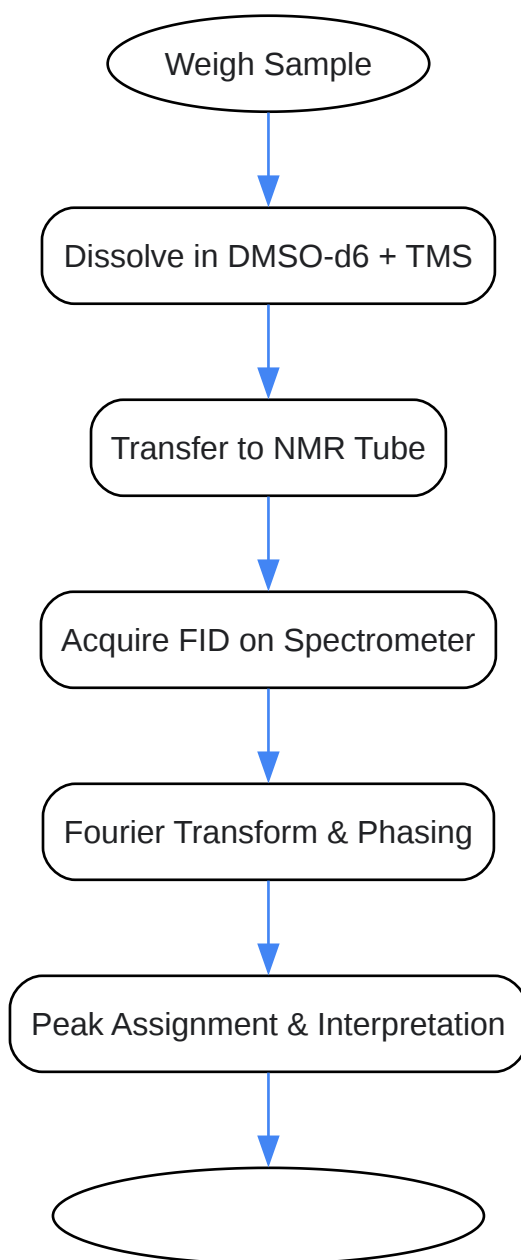 Weigh Sample
Dissolve in DMSO-d6 + TMS
Transfer to NMR Tube
Acquire FID on Spectrometer
Fourier Transform & Phasing
Peak Assignment & Interpretation